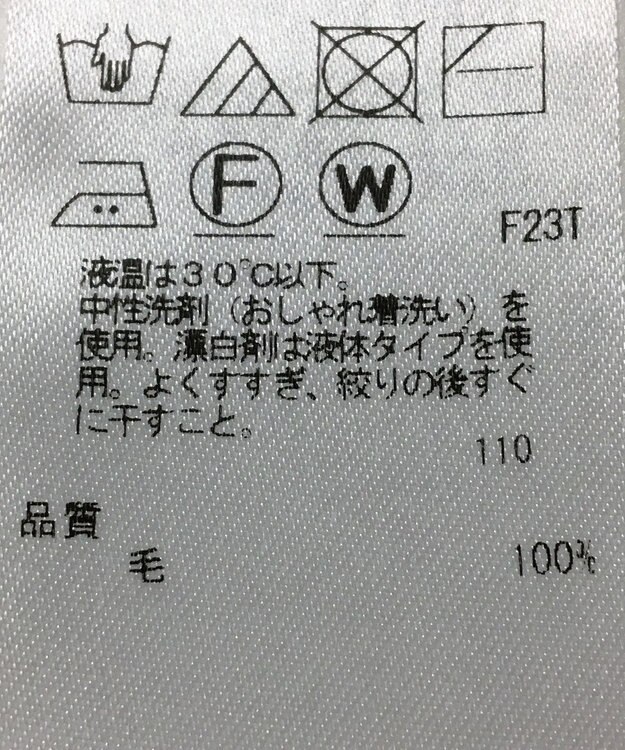 F W
F23T
液温は30℃以下。
中性洗剤（おしゃれ着洗い）を
使用。漂白剤は液体タイプを使
用。よくすすぎ、絞りの後すぐ
に干すこと。
110
品質
毛 100%